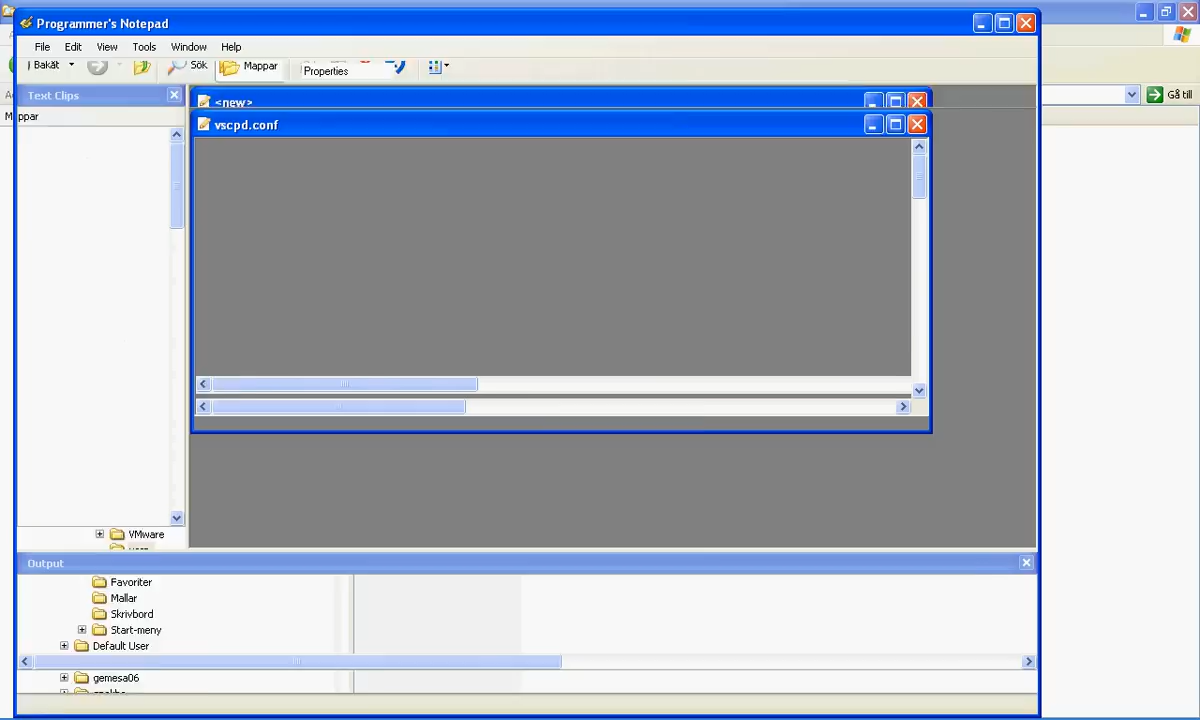 Programmer's Notepad
File Edit View Tools Window Help
Bakåt Sök Mappar Properties
Text Clips
<new>
Gå till
Mappar
vscpd.conf
VMware
Output
Favoriter
Mallar
Skrivbord
Start-meny
Default User
gemesa06